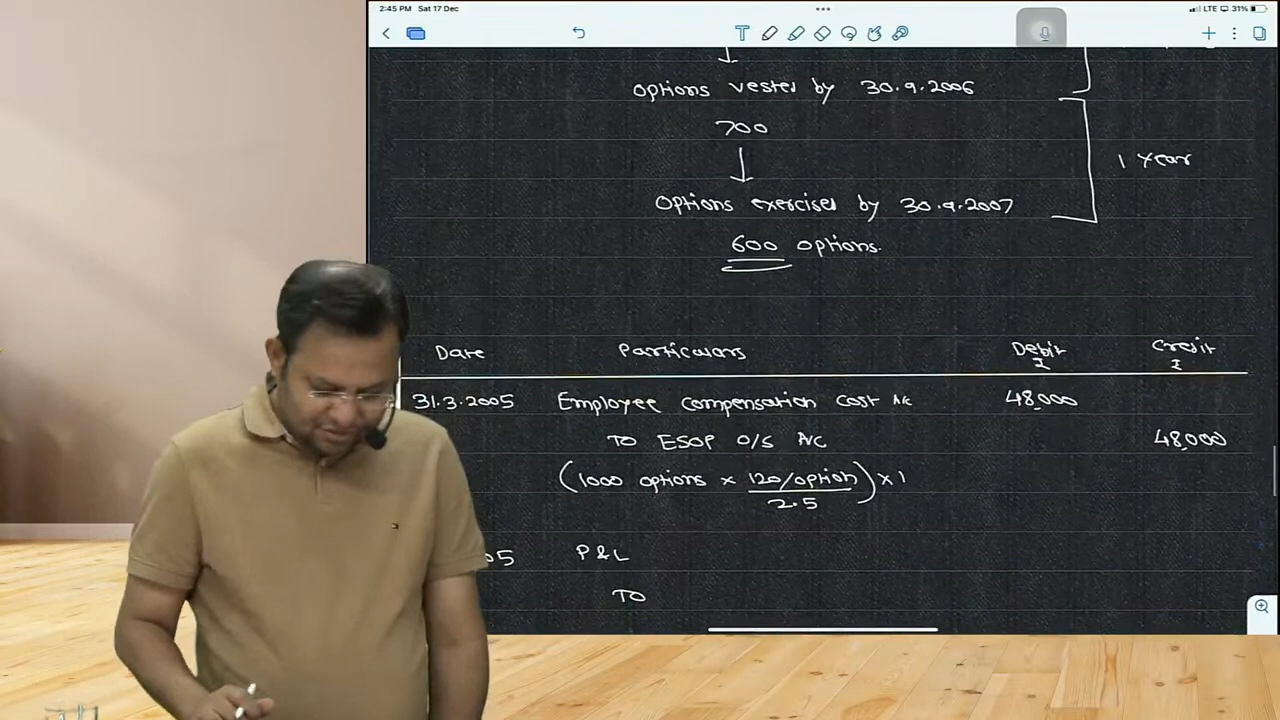 2:45 PM Sat 17 Dec
LTE 31%
T
Options vested by 30.9.2006
700
1 Year
Options exercised by 30.9.2007
600 options.
Date Particulars Debit ₹ Credit ₹
31.3.2005 Employee compensation cost A/c 48,000
To ESOP O/S A/C 48,000
(1000 options × 120/option / 2.5) × 1
05 P&L
To